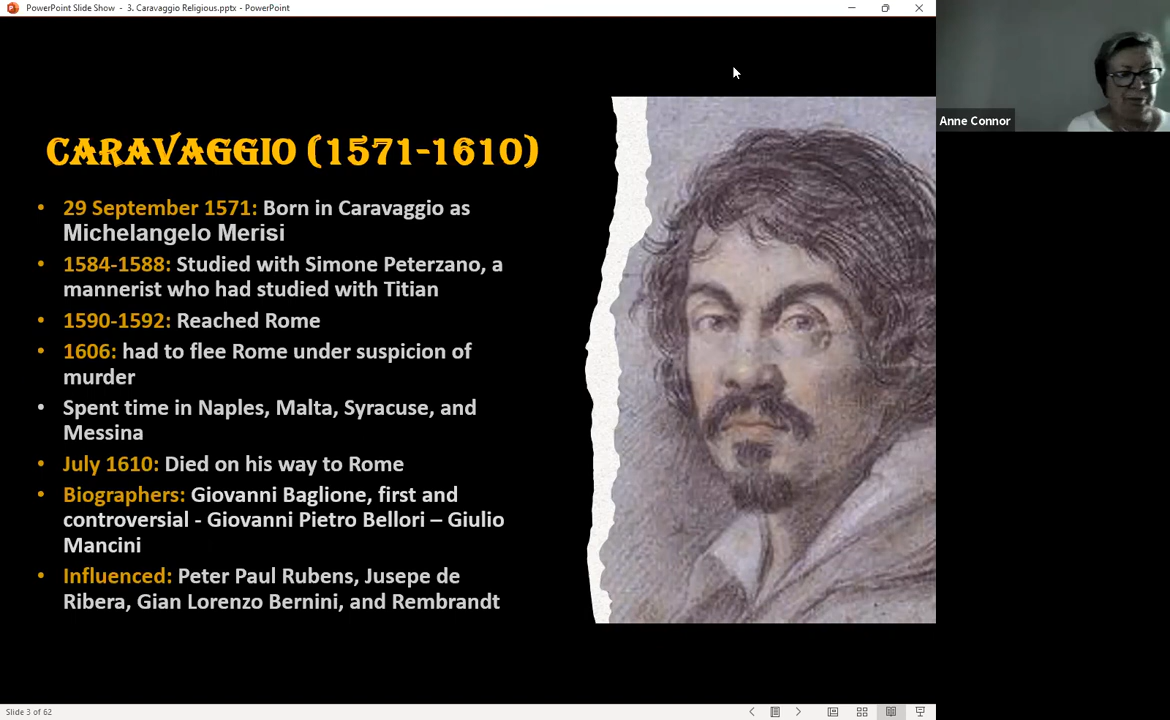 PowerPoint Slide Show - 3. Caravaggio Religious.pptx - PowerPoint
Anne Connor
CARAVAGGIO (1571-1610)
• 29 September 1571: Born in Caravaggio as
Michelangelo Merisi
• 1584-1588: Studied with Simone Peterzano, a
mannerist who had studied with Titian
• 1590-1592: Reached Rome
• 1606: had to flee Rome under suspicion of
murder
• Spent time in Naples, Malta, Syracuse, and
Messina
• July 1610: Died on his way to Rome
• Biographers: Giovanni Baglione, first and
controversial - Giovanni Pietro Bellori – Giulio
Mancini
• Influenced: Peter Paul Rubens, Jusepe de
Ribera, Gian Lorenzo Bernini, and Rembrandt
Slide 3 of 62